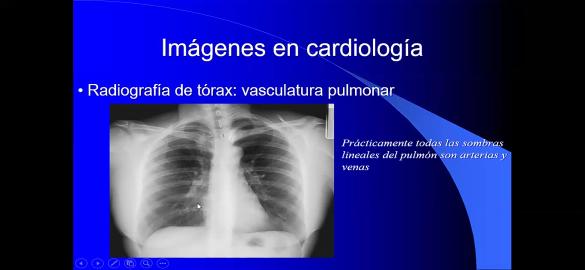 Imágenes en cardiología
• Radiografía de tórax: vasculatura pulmonar
Prácticamente todas las sombras
lineales del pulmón son arterias y
venas